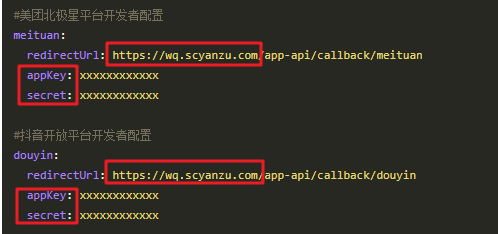 #美团北极星平台开发者配置
meituan:
redirectUrl: https://wq.scyanzu.com/app-api/callback/meituan
appKey: xxxxxxxxxxxx
secret: xxxxxxxxxxxx
#抖音开放平台开发者配置
douyin:
redirectUrl: https://wq.scyanzu.com/app-api/callback/douyin
appKey: xxxxxxxxxxxx
secret: xxxxxxxxxxxx